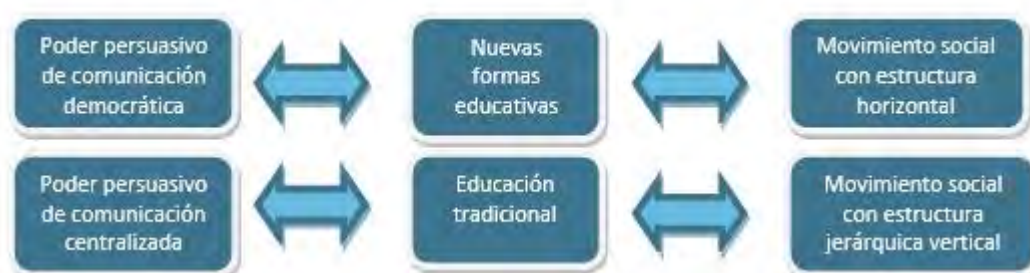 Poder persuasivo
de comunicación
democrática
Nuevas
formas
educativas
Movimiento social
con estructura
horizontal
Poder persuasivo
de comunicación
centralizada
Educación
tradicional
Movimiento social
con estructura
jerárquica vertical